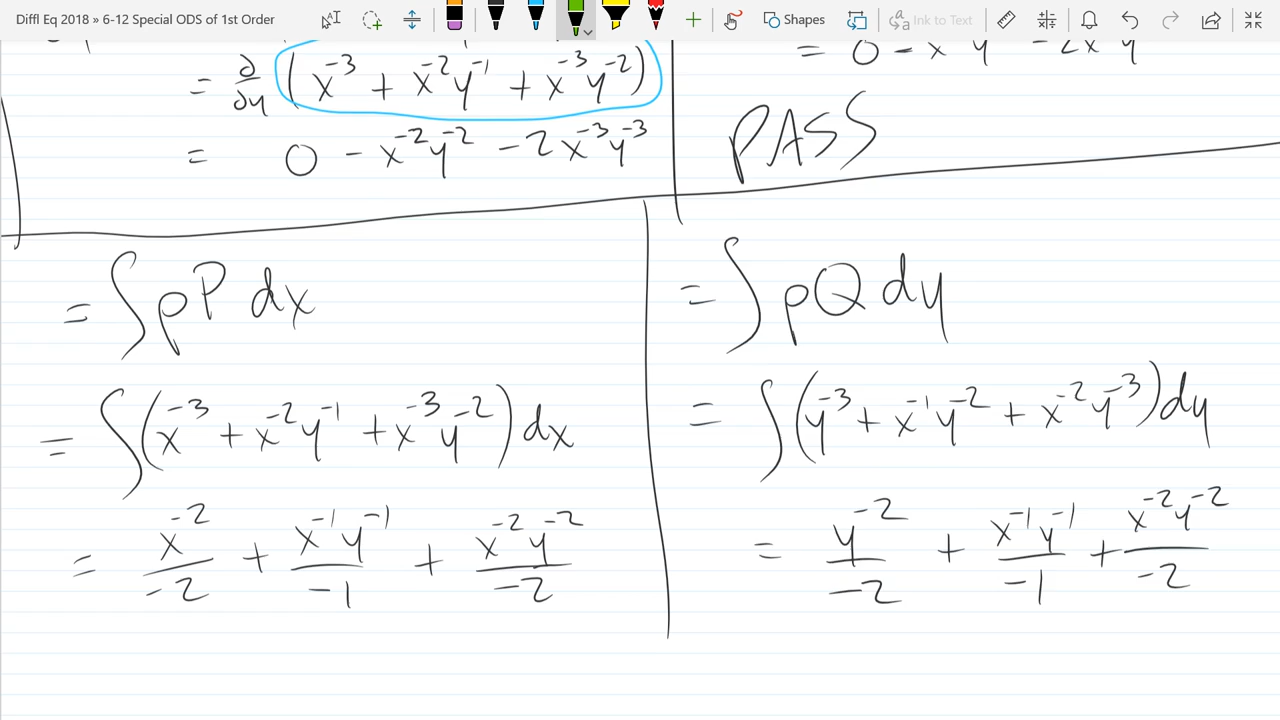 Diffl Eq 2018 » 6-12 Special ODS of 1st Order
Shapes
Ink to Text
= ∂/∂y (x⁻³ + x⁻²y⁻¹ + x⁻³y⁻²)
= 0 - x⁻²y⁻² - 2x⁻³y⁻³
PASS
= ∫ρP dx
= ∫(x⁻³ + x⁻²y⁻¹ + x⁻³y⁻²)dx
= x⁻²/-2 + x⁻¹y⁻¹/-1 + x⁻²y⁻²/-2
= ∫ρQ dy
= ∫(y⁻³ + x⁻¹y⁻² + x⁻²y⁻³)dy
= y⁻²/-2 + x⁻¹y⁻¹/-1 + x⁻²y⁻²/-2